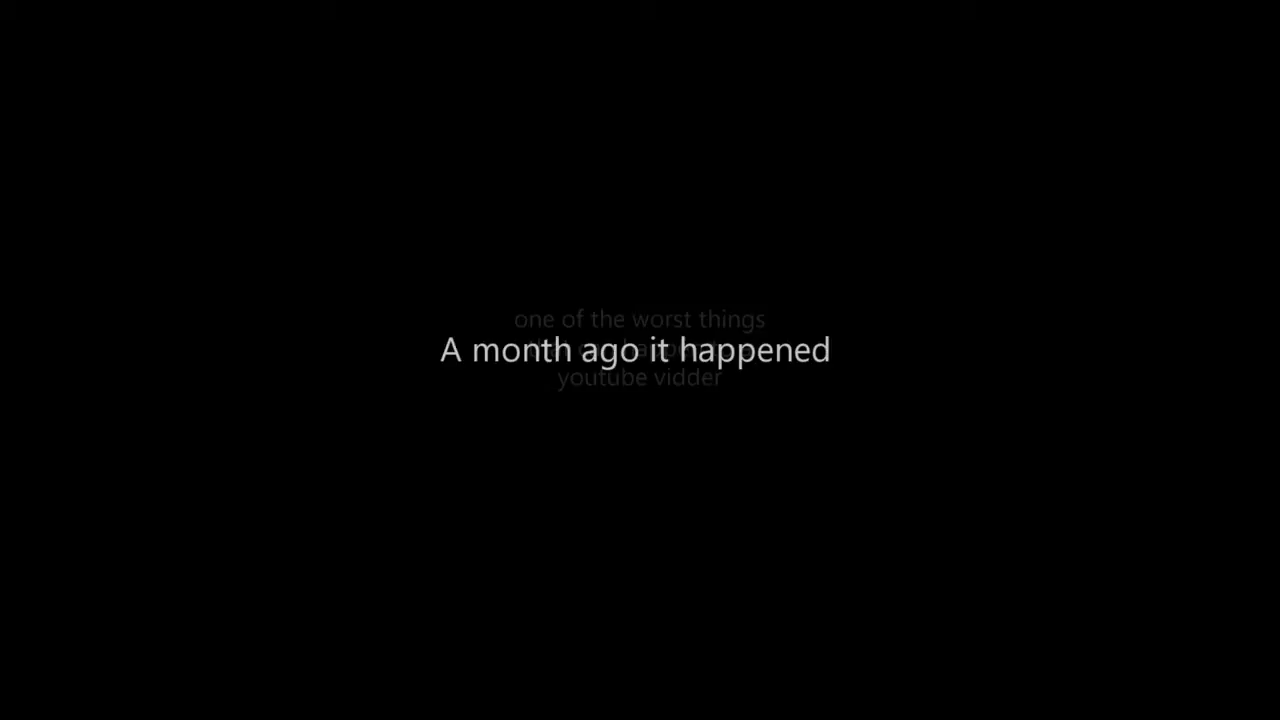 one of the worst things
A month ago it happened
youtube vidder